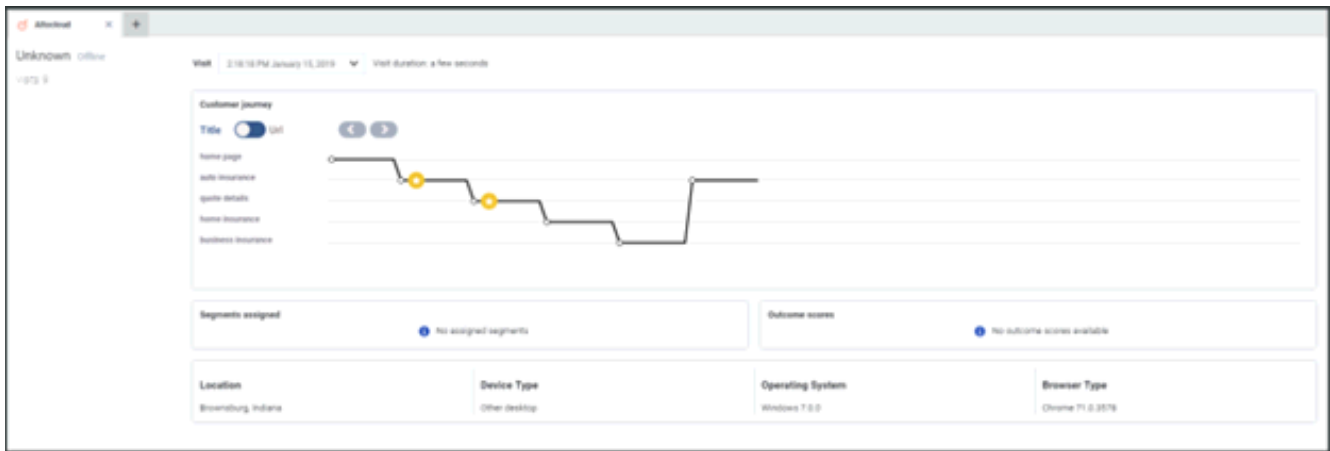 Altocloud
Unknown Offline
Visit 2:18:18 PM January 15, 2019 Visit duration: a few seconds
Customer journey
Title Url
home page
auto insurance
quote details
home insurance
business insurance
Segments assigned
No assigned segments
Outcome scores
No outcome scores available
Location
Brownsburg, Indiana
Device Type
Other desktop
Operating System
Windows 7.0.0
Browser Type
Chrome 71.0.3578